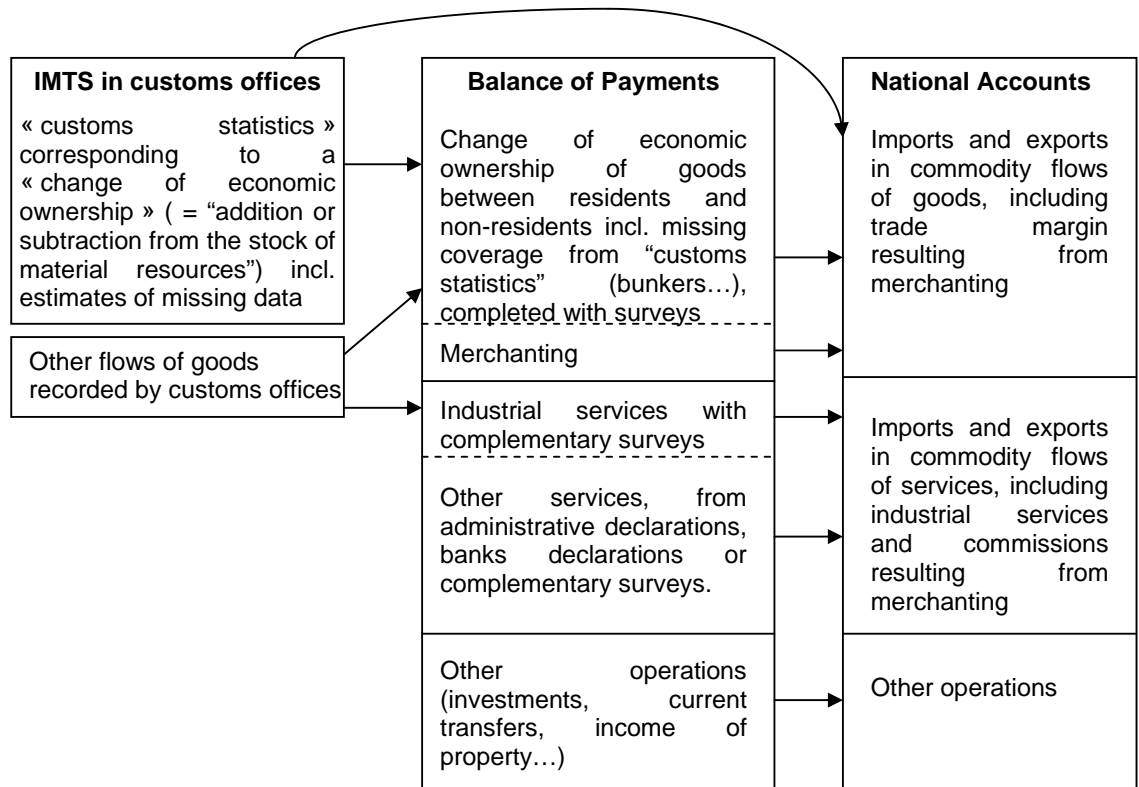 IMTS in customs offices
« customs statistics »
corresponding to a
« change of economic
ownership » ( = “addition or
subtraction from the stock of
material resources”) incl.
estimates of missing data
Other flows of goods
recorded by customs offices
Balance of Payments
Change of economic
ownership of goods
between residents and
non-residents incl. missing
coverage from “customs
statistics” (bunkers…),
completed with surveys
Merchanting
Industrial services with
complementary surveys
Other services, from
administrative declarations,
banks declarations or
complementary surveys.
Other operations
(investments, current
transfers, income of
property…)
National Accounts
Imports and exports
in commodity flows
of goods, including
trade margin
resulting from
merchanting
Imports and exports
in commodity flows
of services, including
industrial services
and commissions
resulting from
merchanting
Other operations